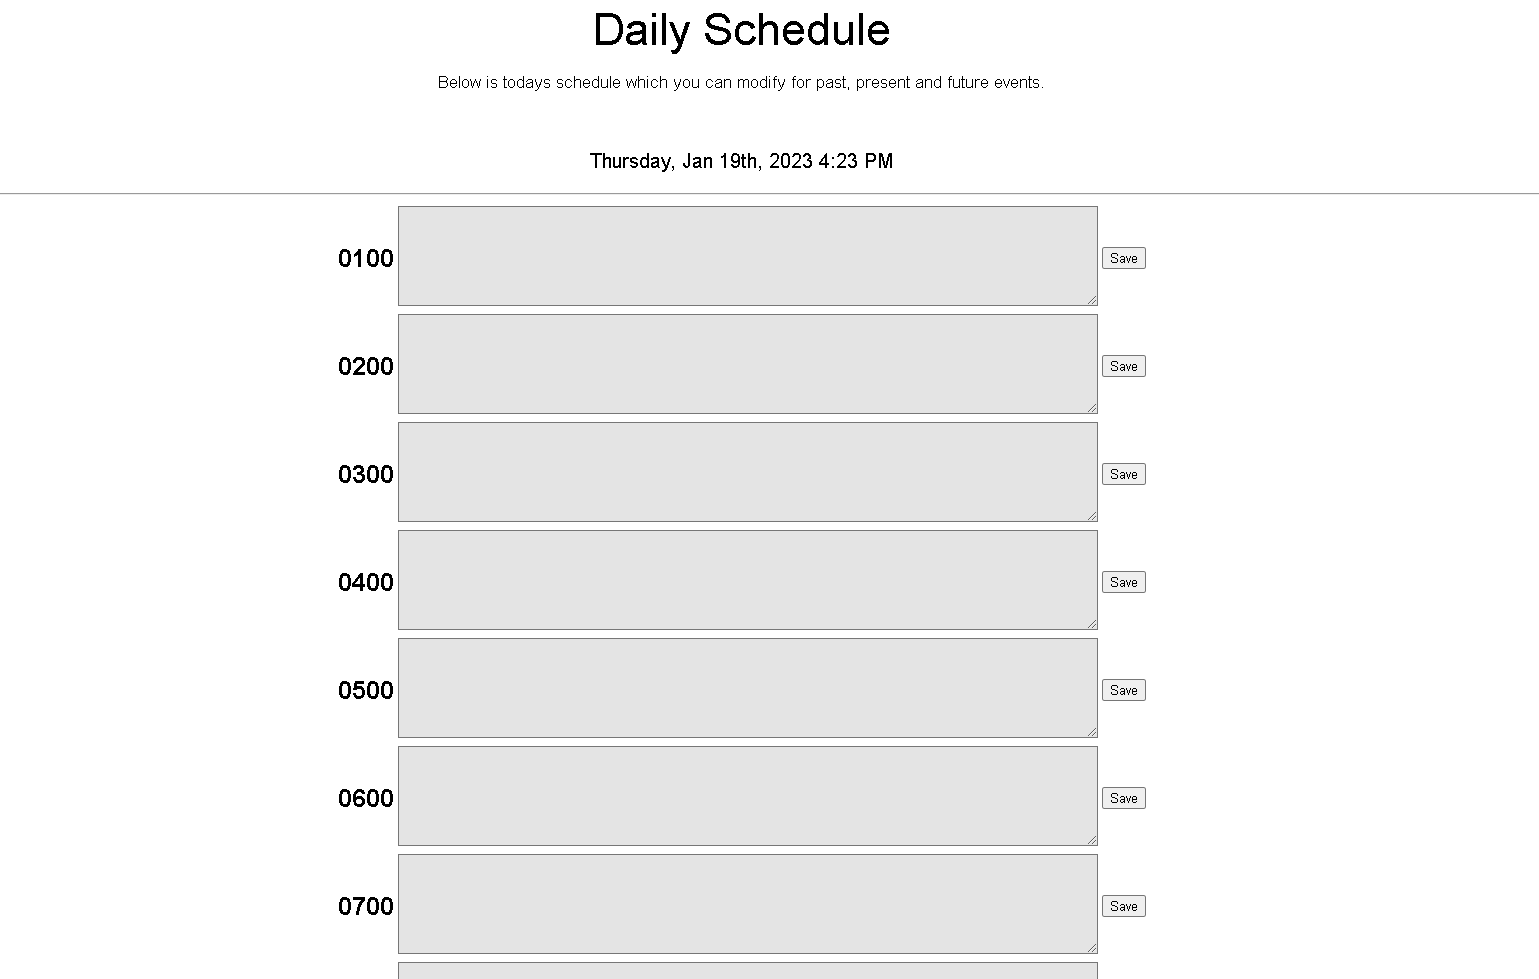 Daily Schedule
Below is todays schedule which you can modify for past, present and future events.
Thursday, Jan 19th, 2023 4:23 PM
0100 Save
0200 Save
0300 Save
0400 Save
0500 Save
0600 Save
0700 Save